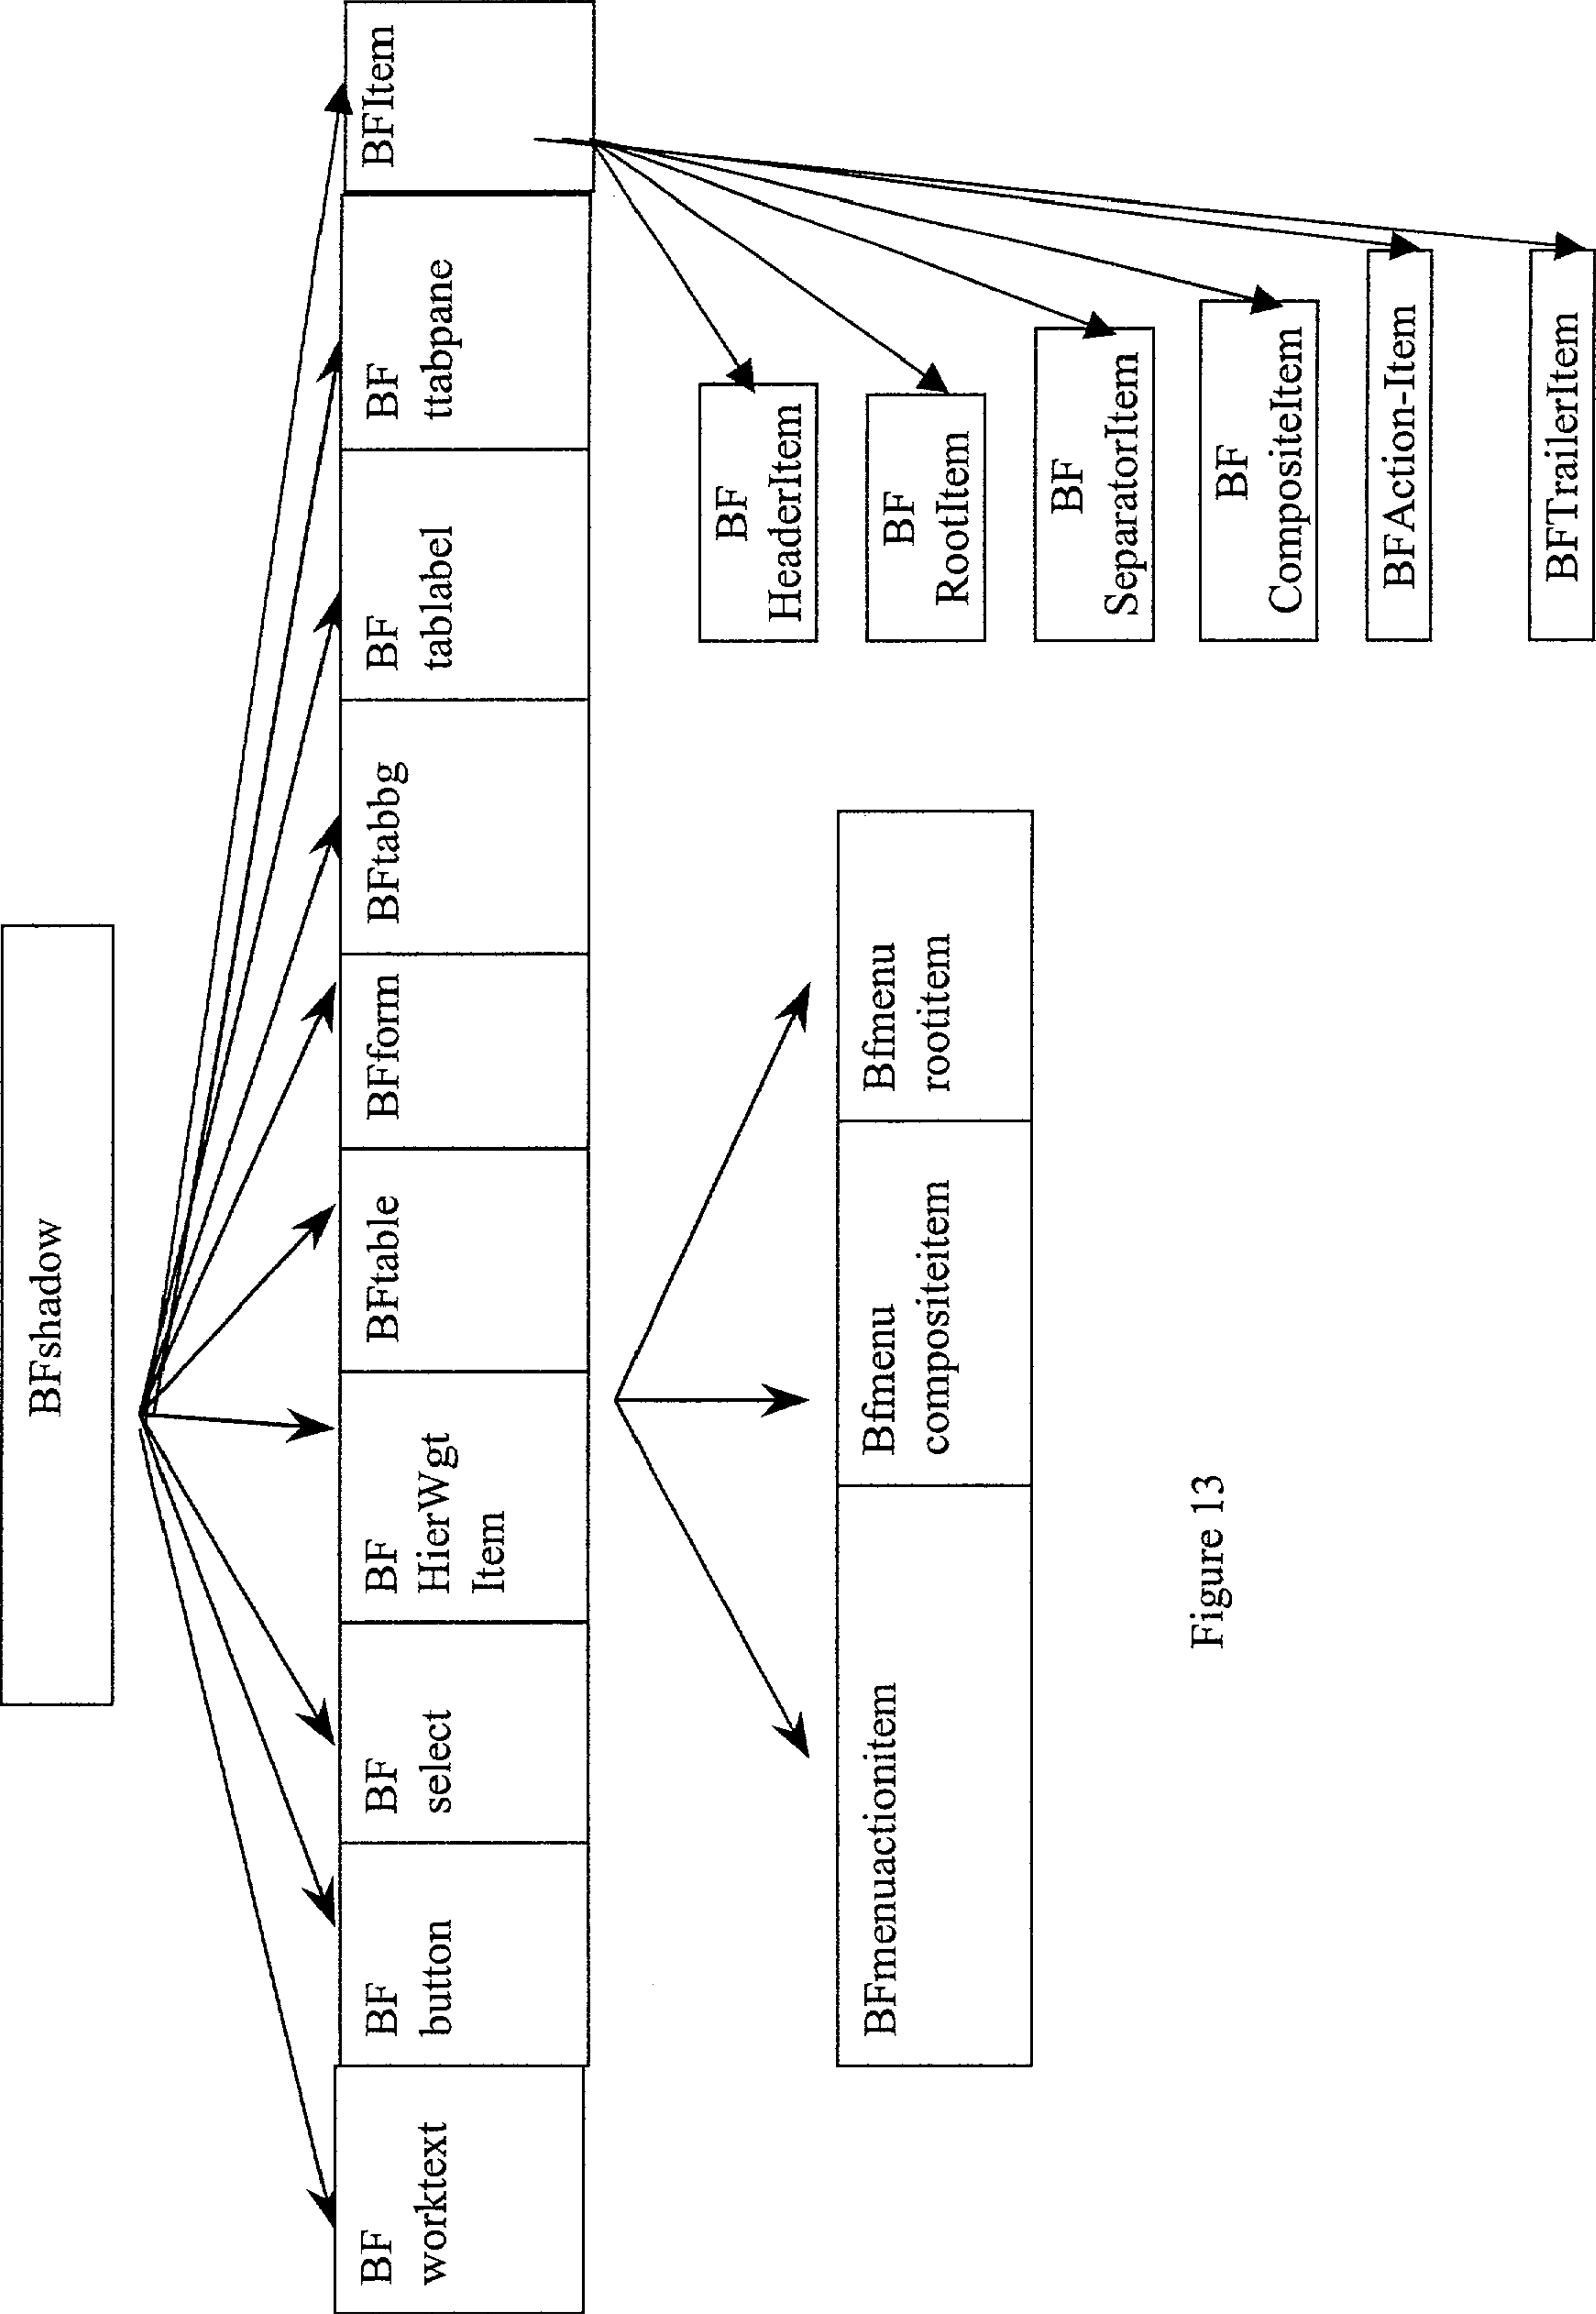 BFshadow
BF
worktext
BF
button
BF
select
BF
HierWgt
Item
BFtable
BFform
BFtabbg
BF
tablabel
BF
ttabpane
BFItem
BFmenuactionitem
Bfmenu
compositeitem
Bfmenu
rootitem
BF
HeaderItem
BF
RootItem
BF
SeparatorItem
BF
CompositeItem
BFAction-Item
BFTrailerItem
Figure 13